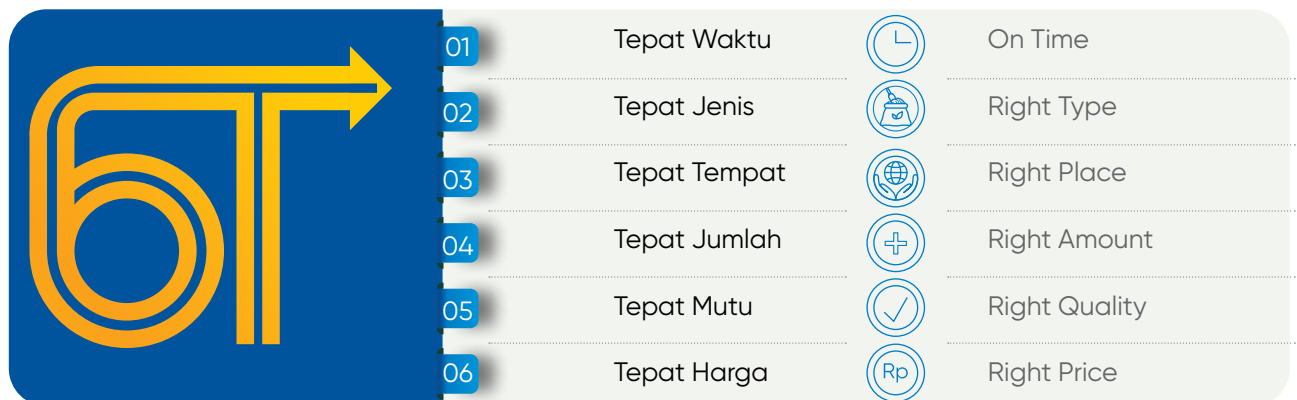 6T
01 Tepat Waktu On Time
02 Tepat Jenis Right Type
03 Tepat Tempat Right Place
04 Tepat Jumlah Right Amount
05 Tepat Mutu Right Quality
06 Tepat Harga Rp Right Price